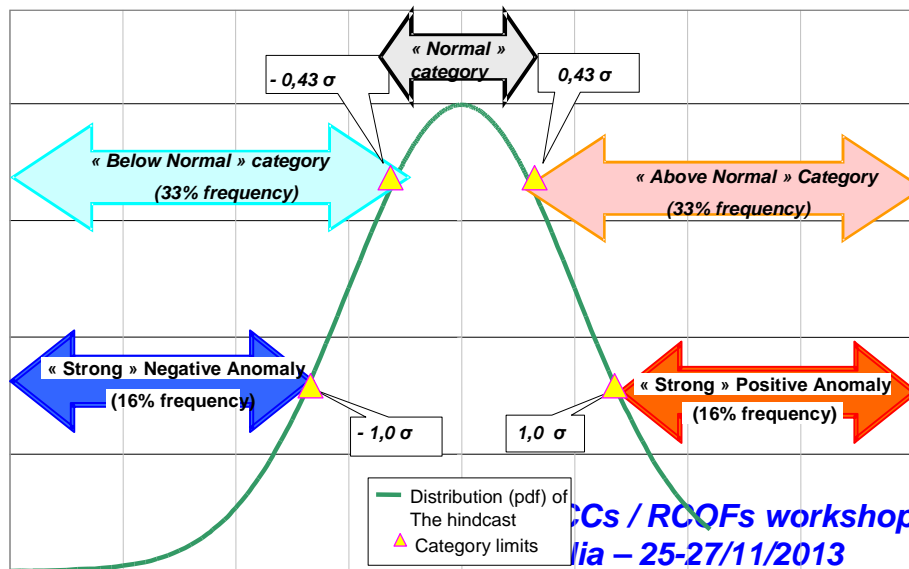 « Normal »
category
- 0,43 σ
0,43 σ
« Below Normal » category
(33% frequency)
« Above Normal » Category
(33% frequency)
« Strong » Negative Anomaly
(16% frequency)
« Strong » Positive Anomaly
(16% frequency)
- 1,0 σ
1,0 σ
Distribution (pdf) of
The hindcast
Category limits
/ RCOFs workshop
– 25-27/11/2013